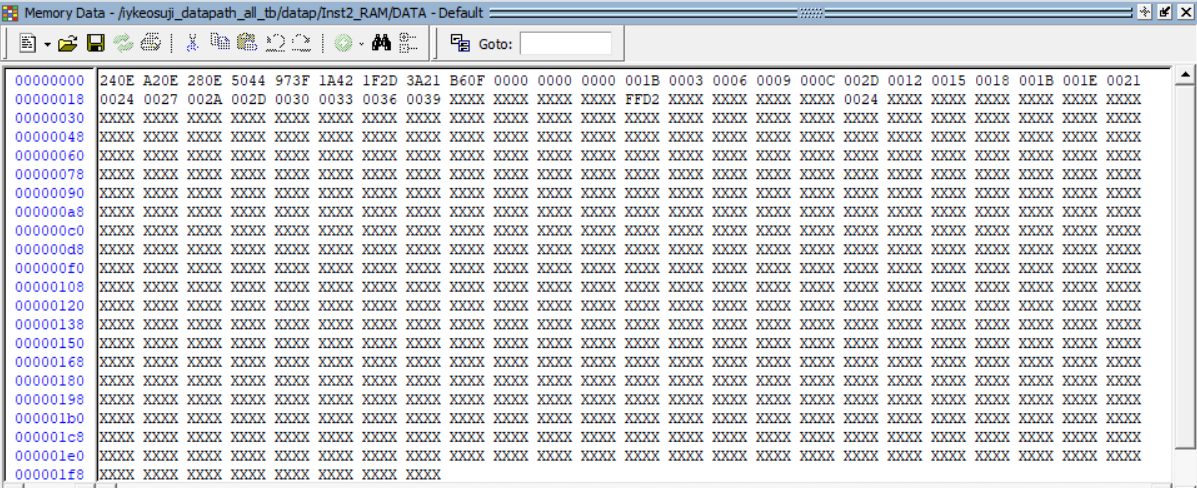 Memory Data - /iykeosuji_datapath_all_tb/datap/Inst2_RAM/DATA - Default
Goto:
00000000 240E A20E 280E 5044 973F 1A42 1F2D 3A21 B60F 0000 0000 0000 001B 0003 0006 0009 000C 002D 0012 0015 0018 001B 001E 0021
00000018 0024 0027 002A 002D 0030 0033 0036 0039 XXXX XXXX XXXX XXXX FFD2 XXXX XXXX XXXX XXXX 0024 XXXX XXXX XXXX XXXX XXXX XXXX
00000030 XXXX XXXX XXXX XXXX XXXX XXXX XXXX XXXX XXXX XXXX XXXX XXXX XXXX XXXX XXXX XXXX XXXX XXXX XXXX XXXX XXXX XXXX XXXX XXXX
00000048 XXXX XXXX XXXX XXXX XXXX XXXX XXXX XXXX XXXX XXXX XXXX XXXX XXXX XXXX XXXX XXXX XXXX XXXX XXXX XXXX XXXX XXXX XXXX XXXX
00000060 XXXX XXXX XXXX XXXX XXXX XXXX XXXX XXXX XXXX XXXX XXXX XXXX XXXX XXXX XXXX XXXX XXXX XXXX XXXX XXXX XXXX XXXX XXXX XXXX
00000078 XXXX XXXX XXXX XXXX XXXX XXXX XXXX XXXX XXXX XXXX XXXX XXXX XXXX XXXX XXXX XXXX XXXX XXXX XXXX XXXX XXXX XXXX XXXX XXXX
00000090 XXXX XXXX XXXX XXXX XXXX XXXX XXXX XXXX XXXX XXXX XXXX XXXX XXXX XXXX XXXX XXXX XXXX XXXX XXXX XXXX XXXX XXXX XXXX XXXX
000000a8 XXXX XXXX XXXX XXXX XXXX XXXX XXXX XXXX XXXX XXXX XXXX XXXX XXXX XXXX XXXX XXXX XXXX XXXX XXXX XXXX XXXX XXXX XXXX XXXX
000000c0 XXXX XXXX XXXX XXXX XXXX XXXX XXXX XXXX XXXX XXXX XXXX XXXX XXXX XXXX XXXX XXXX XXXX XXXX XXXX XXXX XXXX XXXX XXXX XXXX
000000d8 XXXX XXXX XXXX XXXX XXXX XXXX XXXX XXXX XXXX XXXX XXXX XXXX XXXX XXXX XXXX XXXX XXXX XXXX XXXX XXXX XXXX XXXX XXXX XXXX
000000f0 XXXX XXXX XXXX XXXX XXXX XXXX XXXX XXXX XXXX XXXX XXXX XXXX XXXX XXXX XXXX XXXX XXXX XXXX XXXX XXXX XXXX XXXX XXXX XXXX
00000108 XXXX XXXX XXXX XXXX XXXX XXXX XXXX XXXX XXXX XXXX XXXX XXXX XXXX XXXX XXXX XXXX XXXX XXXX XXXX XXXX XXXX XXXX XXXX XXXX
00000120 XXXX XXXX XXXX XXXX XXXX XXXX XXXX XXXX XXXX XXXX XXXX XXXX XXXX XXXX XXXX XXXX XXXX XXXX XXXX XXXX XXXX XXXX XXXX XXXX
00000138 XXXX XXXX XXXX XXXX XXXX XXXX XXXX XXXX XXXX XXXX XXXX XXXX XXXX XXXX XXXX XXXX XXXX XXXX XXXX XXXX XXXX XXXX XXXX XXXX
00000150 XXXX XXXX XXXX XXXX XXXX XXXX XXXX XXXX XXXX XXXX XXXX XXXX XXXX XXXX XXXX XXXX XXXX XXXX XXXX XXXX XXXX XXXX XXXX XXXX
00000168 XXXX XXXX XXXX XXXX XXXX XXXX XXXX XXXX XXXX XXXX XXXX XXXX XXXX XXXX XXXX XXXX XXXX XXXX XXXX XXXX XXXX XXXX XXXX XXXX
00000180 XXXX XXXX XXXX XXXX XXXX XXXX XXXX XXXX XXXX XXXX XXXX XXXX XXXX XXXX XXXX XXXX XXXX XXXX XXXX XXXX XXXX XXXX XXXX XXXX
00000198 XXXX XXXX XXXX XXXX XXXX XXXX XXXX XXXX XXXX XXXX XXXX XXXX XXXX XXXX XXXX XXXX XXXX XXXX XXXX XXXX XXXX XXXX XXXX XXXX
000001b0 XXXX XXXX XXXX XXXX XXXX XXXX XXXX XXXX XXXX XXXX XXXX XXXX XXXX XXXX XXXX XXXX XXXX XXXX XXXX XXXX XXXX XXXX XXXX XXXX
000001c8 XXXX XXXX XXXX XXXX XXXX XXXX XXXX XXXX XXXX XXXX XXXX XXXX XXXX XXXX XXXX XXXX XXXX XXXX XXXX XXXX XXXX XXXX XXXX XXXX
000001e0 XXXX XXXX XXXX XXXX XXXX XXXX XXXX XXXX XXXX XXXX XXXX XXXX XXXX XXXX XXXX XXXX XXXX XXXX XXXX XXXX XXXX XXXX XXXX XXXX
000001f8 XXXX XXXX XXXX XXXX XXXX XXXX XXXX XXXX